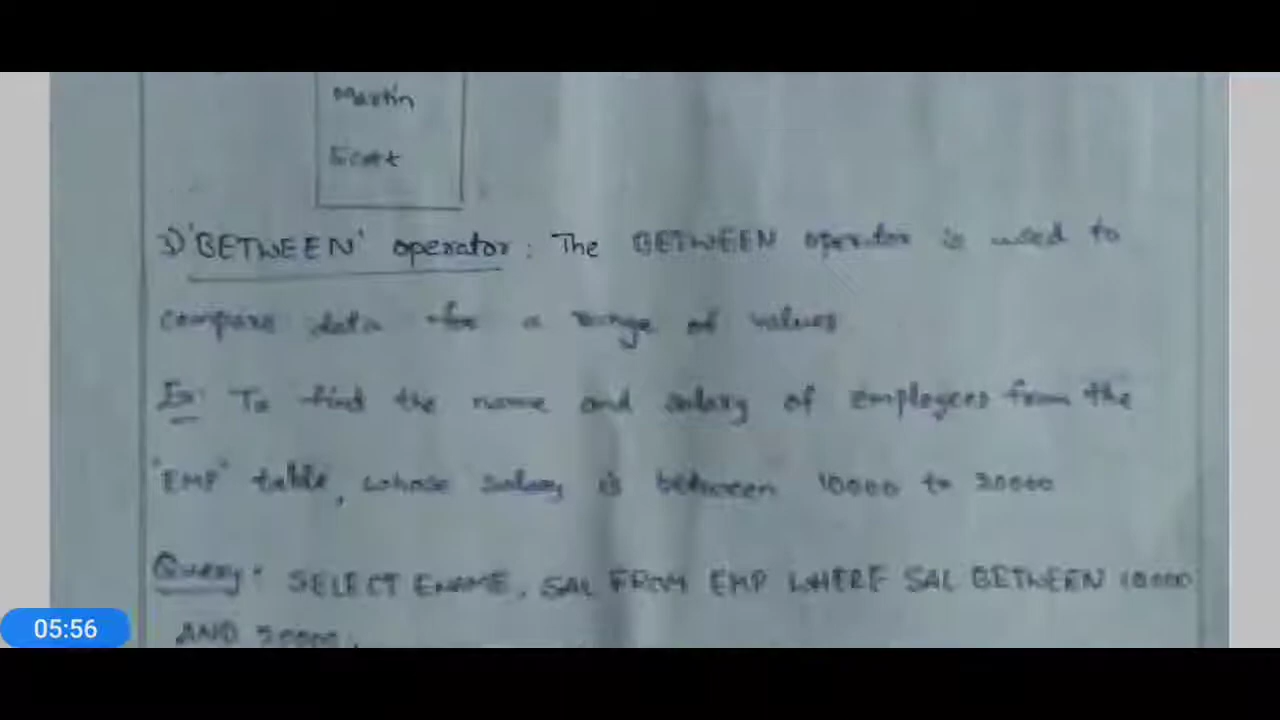 Martin
Scott
3) 'BETWEEN' operator : The BETWEEN operator is used to
compare data for a range of values
Ex: To find the name and salary of employees from the
"EMP" table, whose salary is between 10000 to
Query: SELECT ENAME, SAL FROM EMP WHERE SAL BETWEEN 10000
AND
05:56